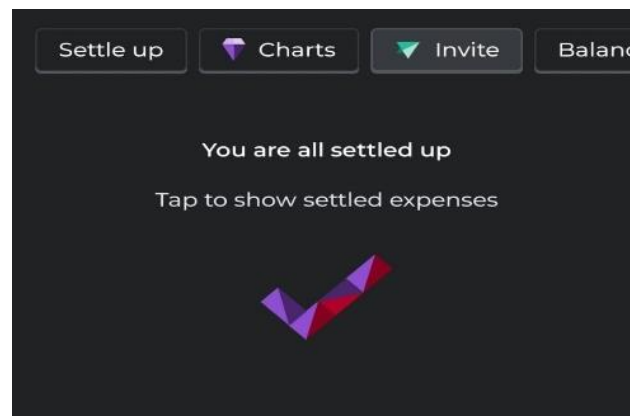 Settle up Charts Invite
You are all settled up
Tap to show settled expenses